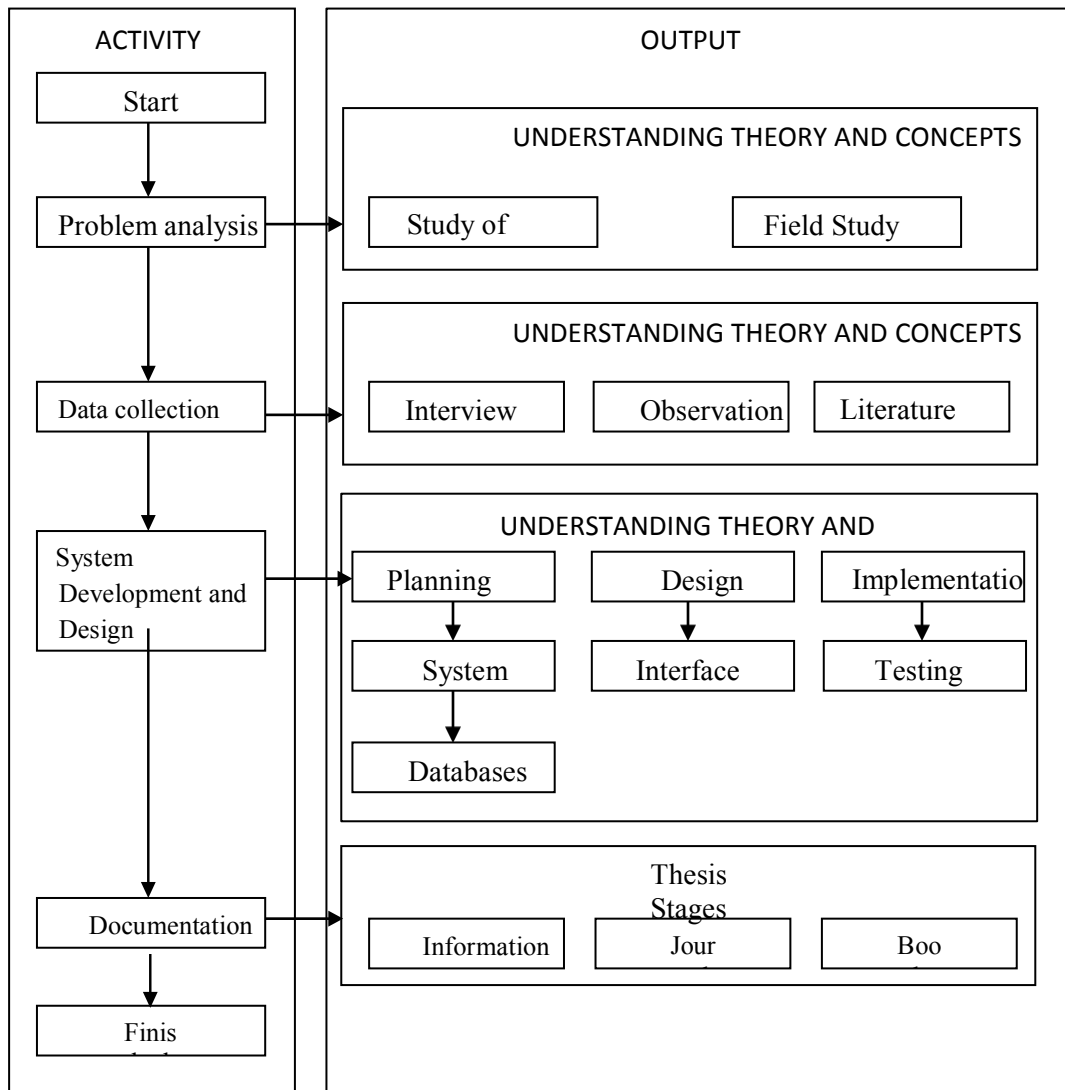 ACTIVITY
Start
Problem analysis
Data collection
System
Development and
Design
Documentation
Finis
OUTPUT
UNDERSTANDING THEORY AND CONCEPTS
Study of
Field Study
UNDERSTANDING THEORY AND CONCEPTS
Interview
Observation
Literature
UNDERSTANDING THEORY AND
Planning
Design
Implementatio
System
Interface
Testing
Databases
Thesis
Stages
Information
Jour
Boo